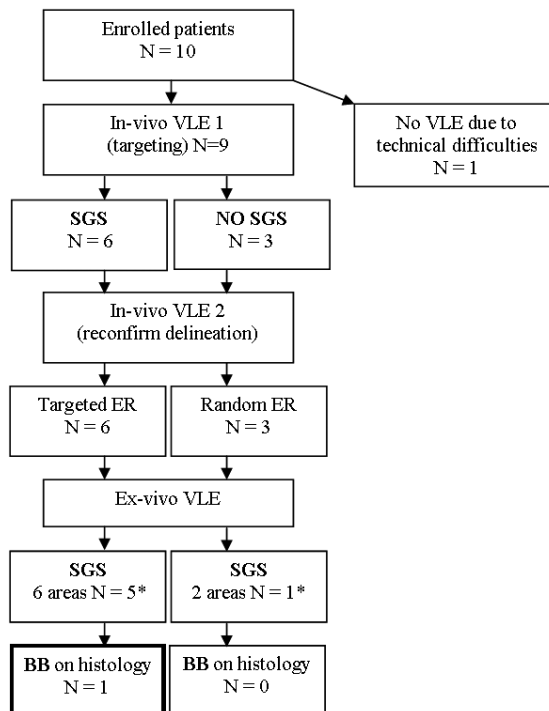 Enrolled patients
N = 10
In-vivo VLE 1
(targeting) N=9
No VLE due to
technical difficulties
N = 1
SGS
N = 6
NO SGS
N = 3
In-vivo VLE 2
(reconfirm delineation)
Targeted ER
N = 6
Random ER
N = 3
Ex-vivo VLE
SGS
6 areas N = 5*
SGS
2 areas N = 1*
BB on histology
N = 1
BB on histology
N = 0